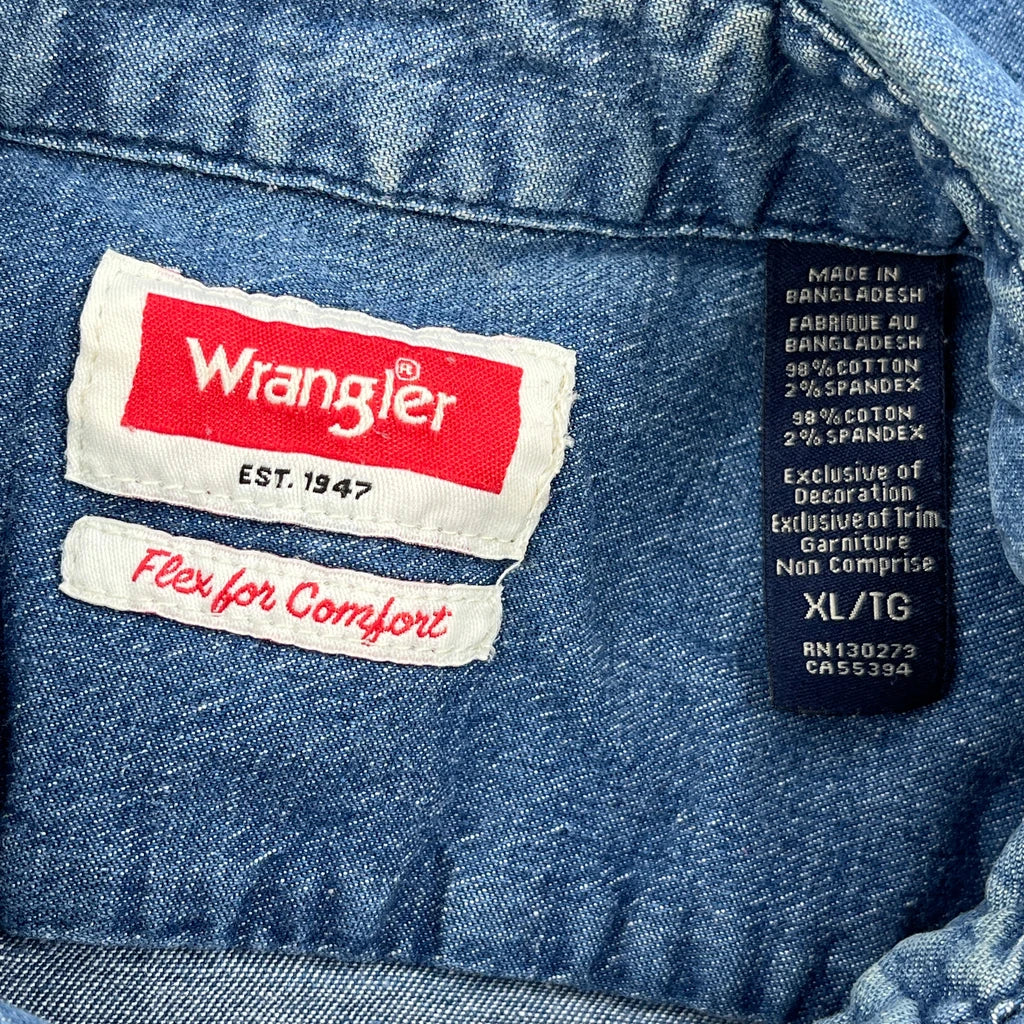 Wrangler®
EST. 1947
Flex for Comfort
MADE IN
BANGLADESH
FABRIQUE AU
BANGLADESH
98% COTTON
2% SPANDEX
98% COTON
2% SPANDEX
Exclusive of
Decoration
Exclusive of Trim
Garniture
Non Comprise
XL/TG
RN130273
CA55394